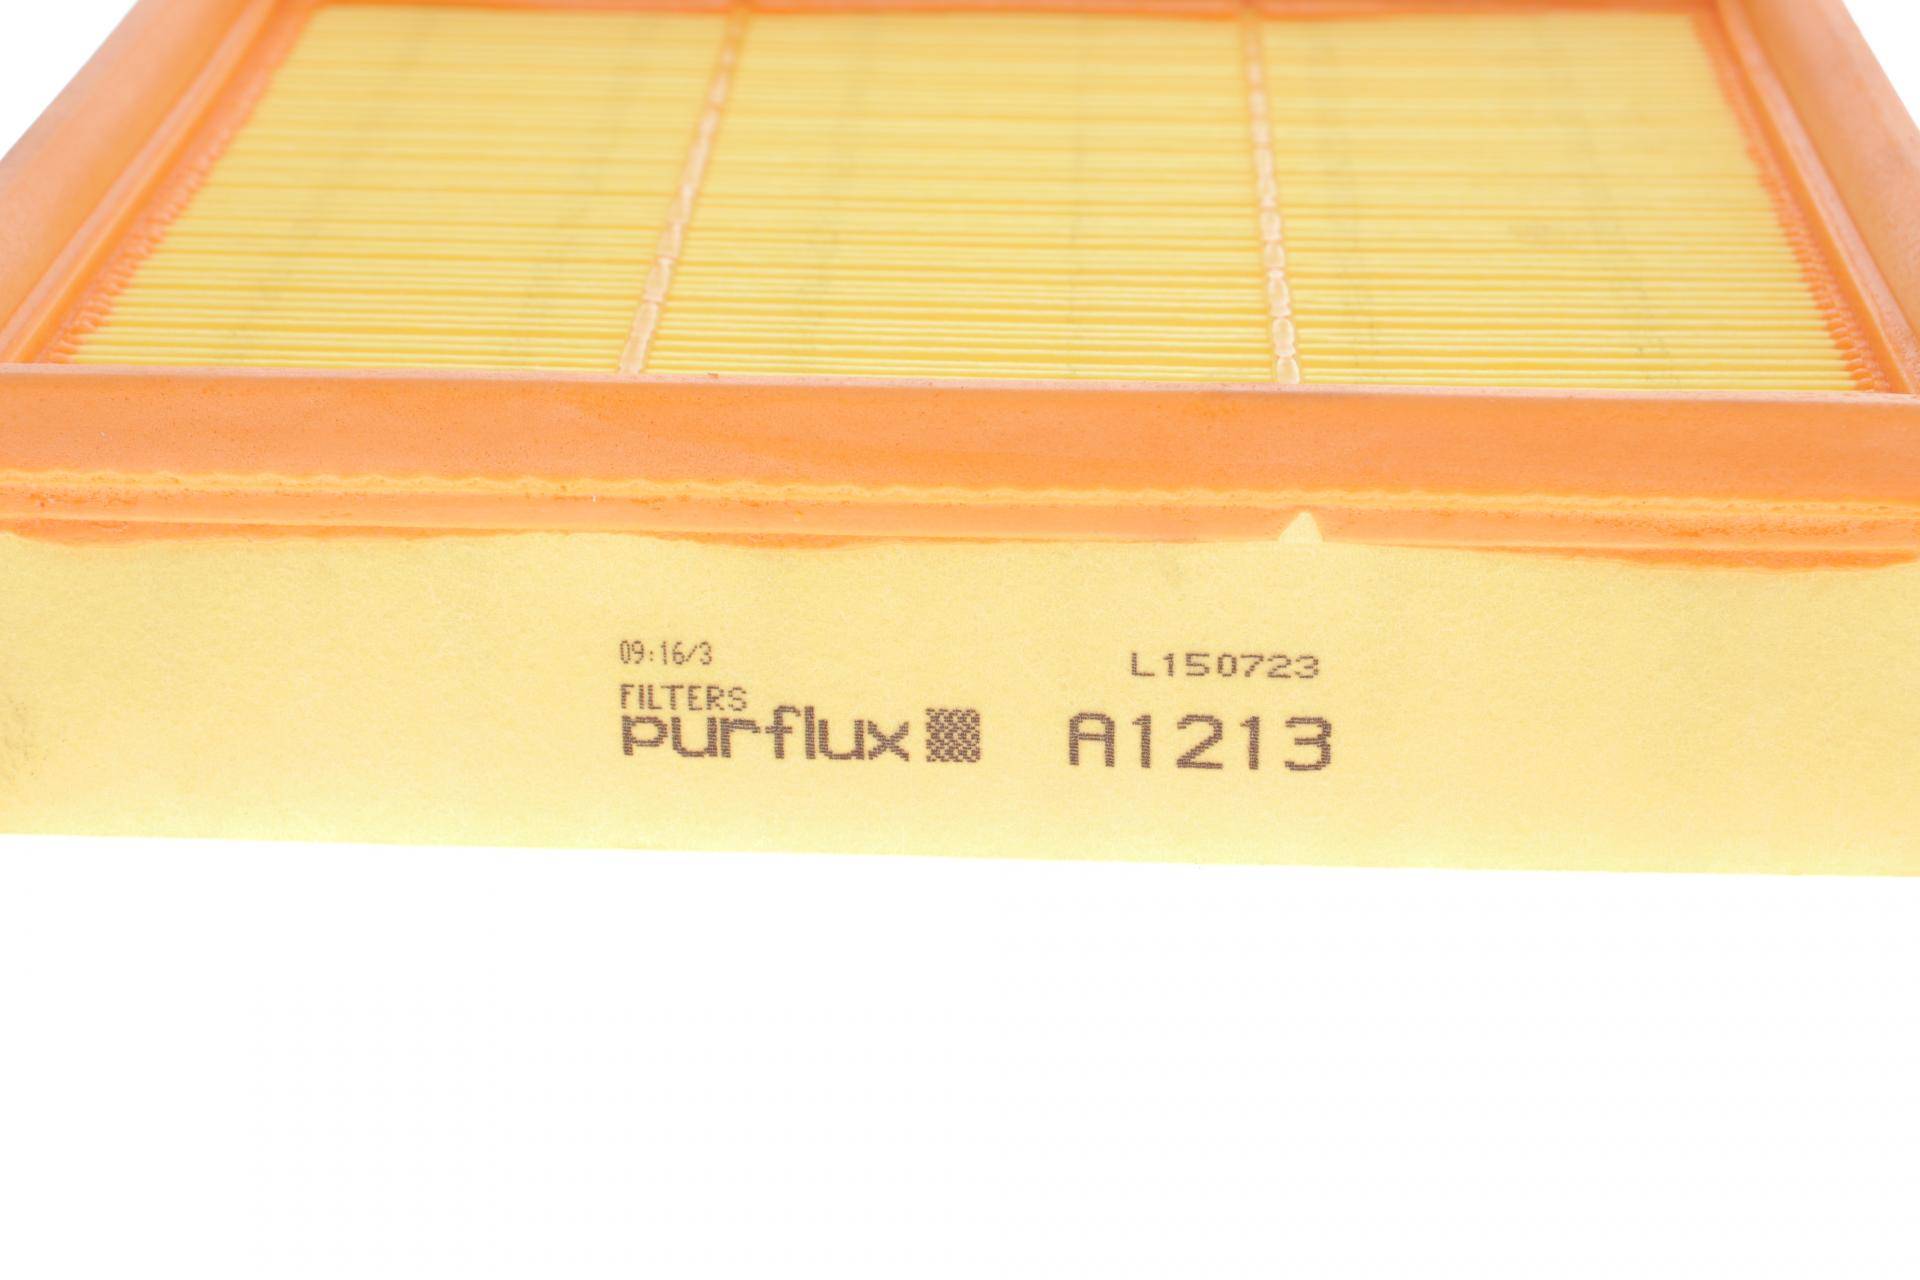 09:16/3
FILTERS
purflux
L150723
A1213